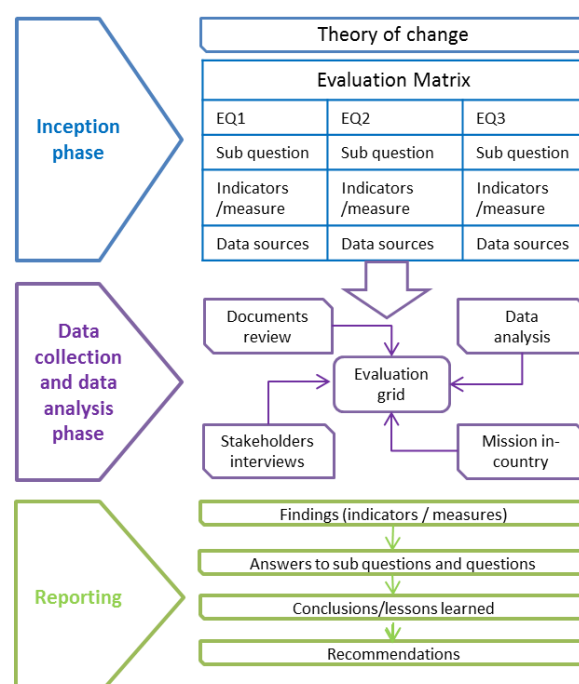 Theory of change
Evaluation Matrix
EQ1 EQ2 EQ3
Sub question Sub question Sub question
Indicators Indicators Indicators
/measure /measure /measure
Data sources Data sources Data sources
Inception
phase
Documents
review
Data
analysis
Evaluation
grid
Stakeholders
interviews
Mission in-
country
Data
collection
and data
analysis
phase
Findings (indicators / measures)
Answers to sub questions and questions
Conclusions/lessons learned
Recommendations
Reporting